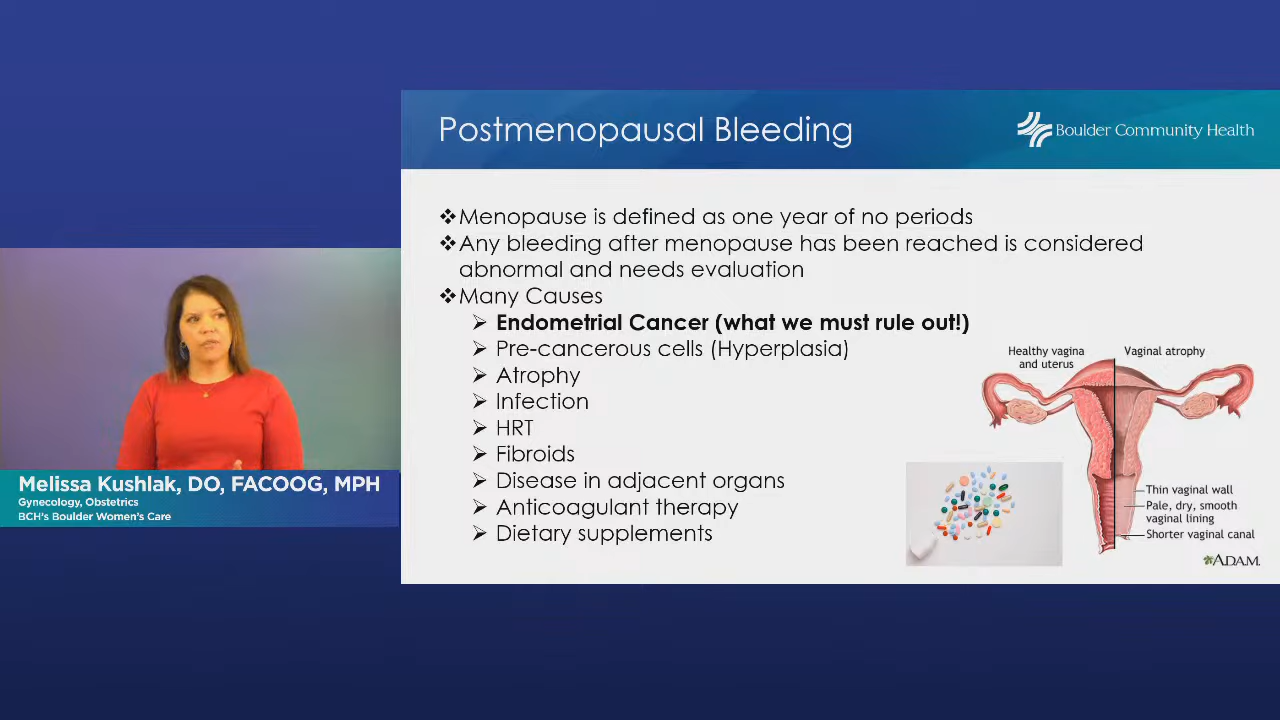 Postmenopausal Bleeding
Boulder Community Health
❖Menopause is defined as one year of no periods
❖Any bleeding after menopause has been reached is considered
abnormal and needs evaluation
❖Many Causes
➢ Endometrial Cancer (what we must rule out!)
➢ Pre-cancerous cells (Hyperplasia)
➢ Atrophy
➢ Infection
➢ HRT
➢ Fibroids
➢ Disease in adjacent organs
➢ Anticoagulant therapy
➢ Dietary supplements
Healthy vagina
and uterus
Vaginal atrophy
Thin vaginal wall
Pale, dry, smooth
vaginal lining
Shorter vaginal canal
ADAM.
Melissa Kushlak, DO, FACOOG, MPH
Gynecology, Obstetrics
BCH's Boulder Women's Care